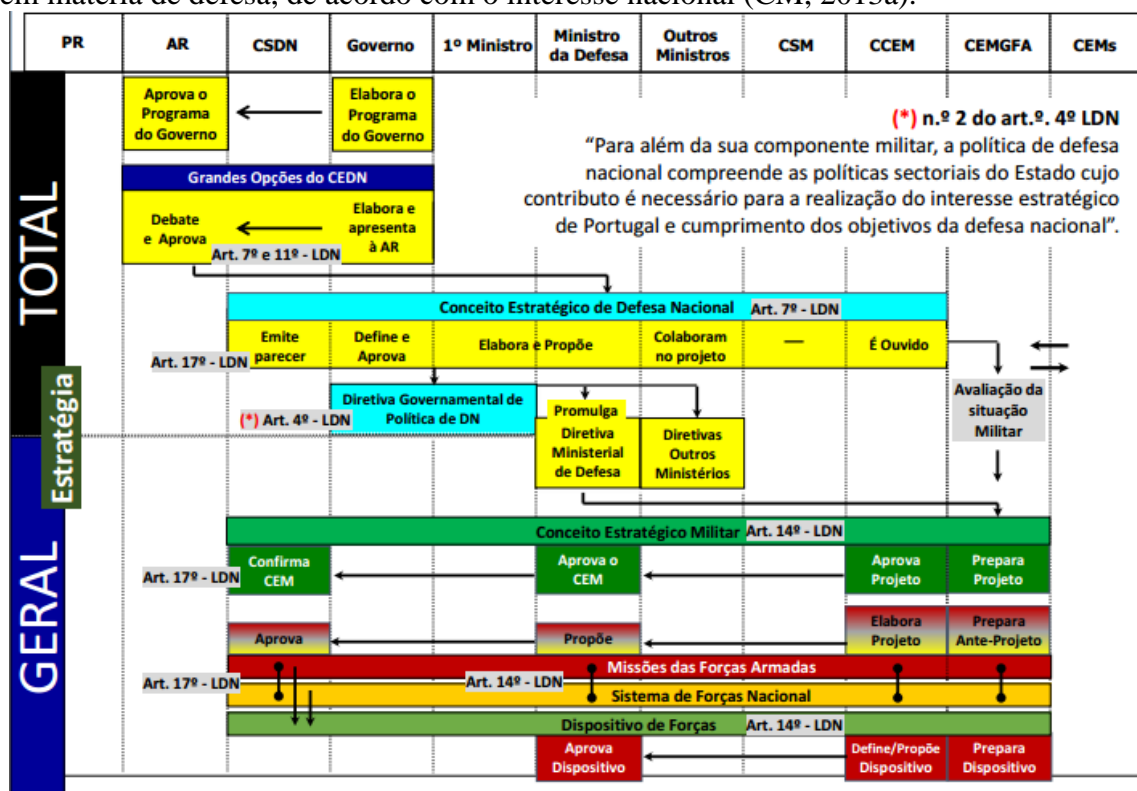 em matéria de defesa, de acordo com o interesse nacional (CM, 2013a).
PR
AR
CSDN
Governo
1º Ministro
Ministro
da Defesa
Outros
Ministros
CSM
CCEM
CEMGFA
CEMs
TOTAL
Estratégia
GERAL
Aprova o
Programa
do Governo
Elabora o
Programa
do Governo
(*) n.º 2 do art.º. 4º LDN
“Para além da sua componente militar, a política de defesa
nacional compreende as políticas sectoriais do Estado cujo
contributo é necessário para a realização do interesse estratégico
de Portugal e cumprimento dos objetivos da defesa nacional”.
Grandes Opções do CEDN
Debate
e Aprova
Elabora e
apresenta
à AR
Art. 7º e 11º - LDN
Conceito Estratégico de Defesa Nacional
Art. 7º - LDN
Art. 17º - LDN
Emite
parecer
Define e
Aprova
Elabora e Propõe
Colaboram
no projeto
—
É Ouvido
Avaliação da
situação
Militar
(*) Art. 4º - LDN
Diretiva Governamental de
Política de DN
Promulga
Diretiva
Ministerial
de Defesa
Diretivas
Outros
Ministérios
Conceito Estratégico Militar
Art. 14º - LDN
Art. 17º - LDN
Confirma
CEM
Aprova o
CEM
Aprova
Projeto
Prepara
Projeto
Aprova
Propõe
Elabora
Projeto
Prepara
Ante-Projeto
Missões das Forças Armadas
Art. 17º - LDN
Art. 14º - LDN
Sistema de Forças Nacional
Dispositivo de Forças
Art. 14º - LDN
Aprova
Dispositivo
Define/Propõe
Dispositivo
Prepara
Dispositivo